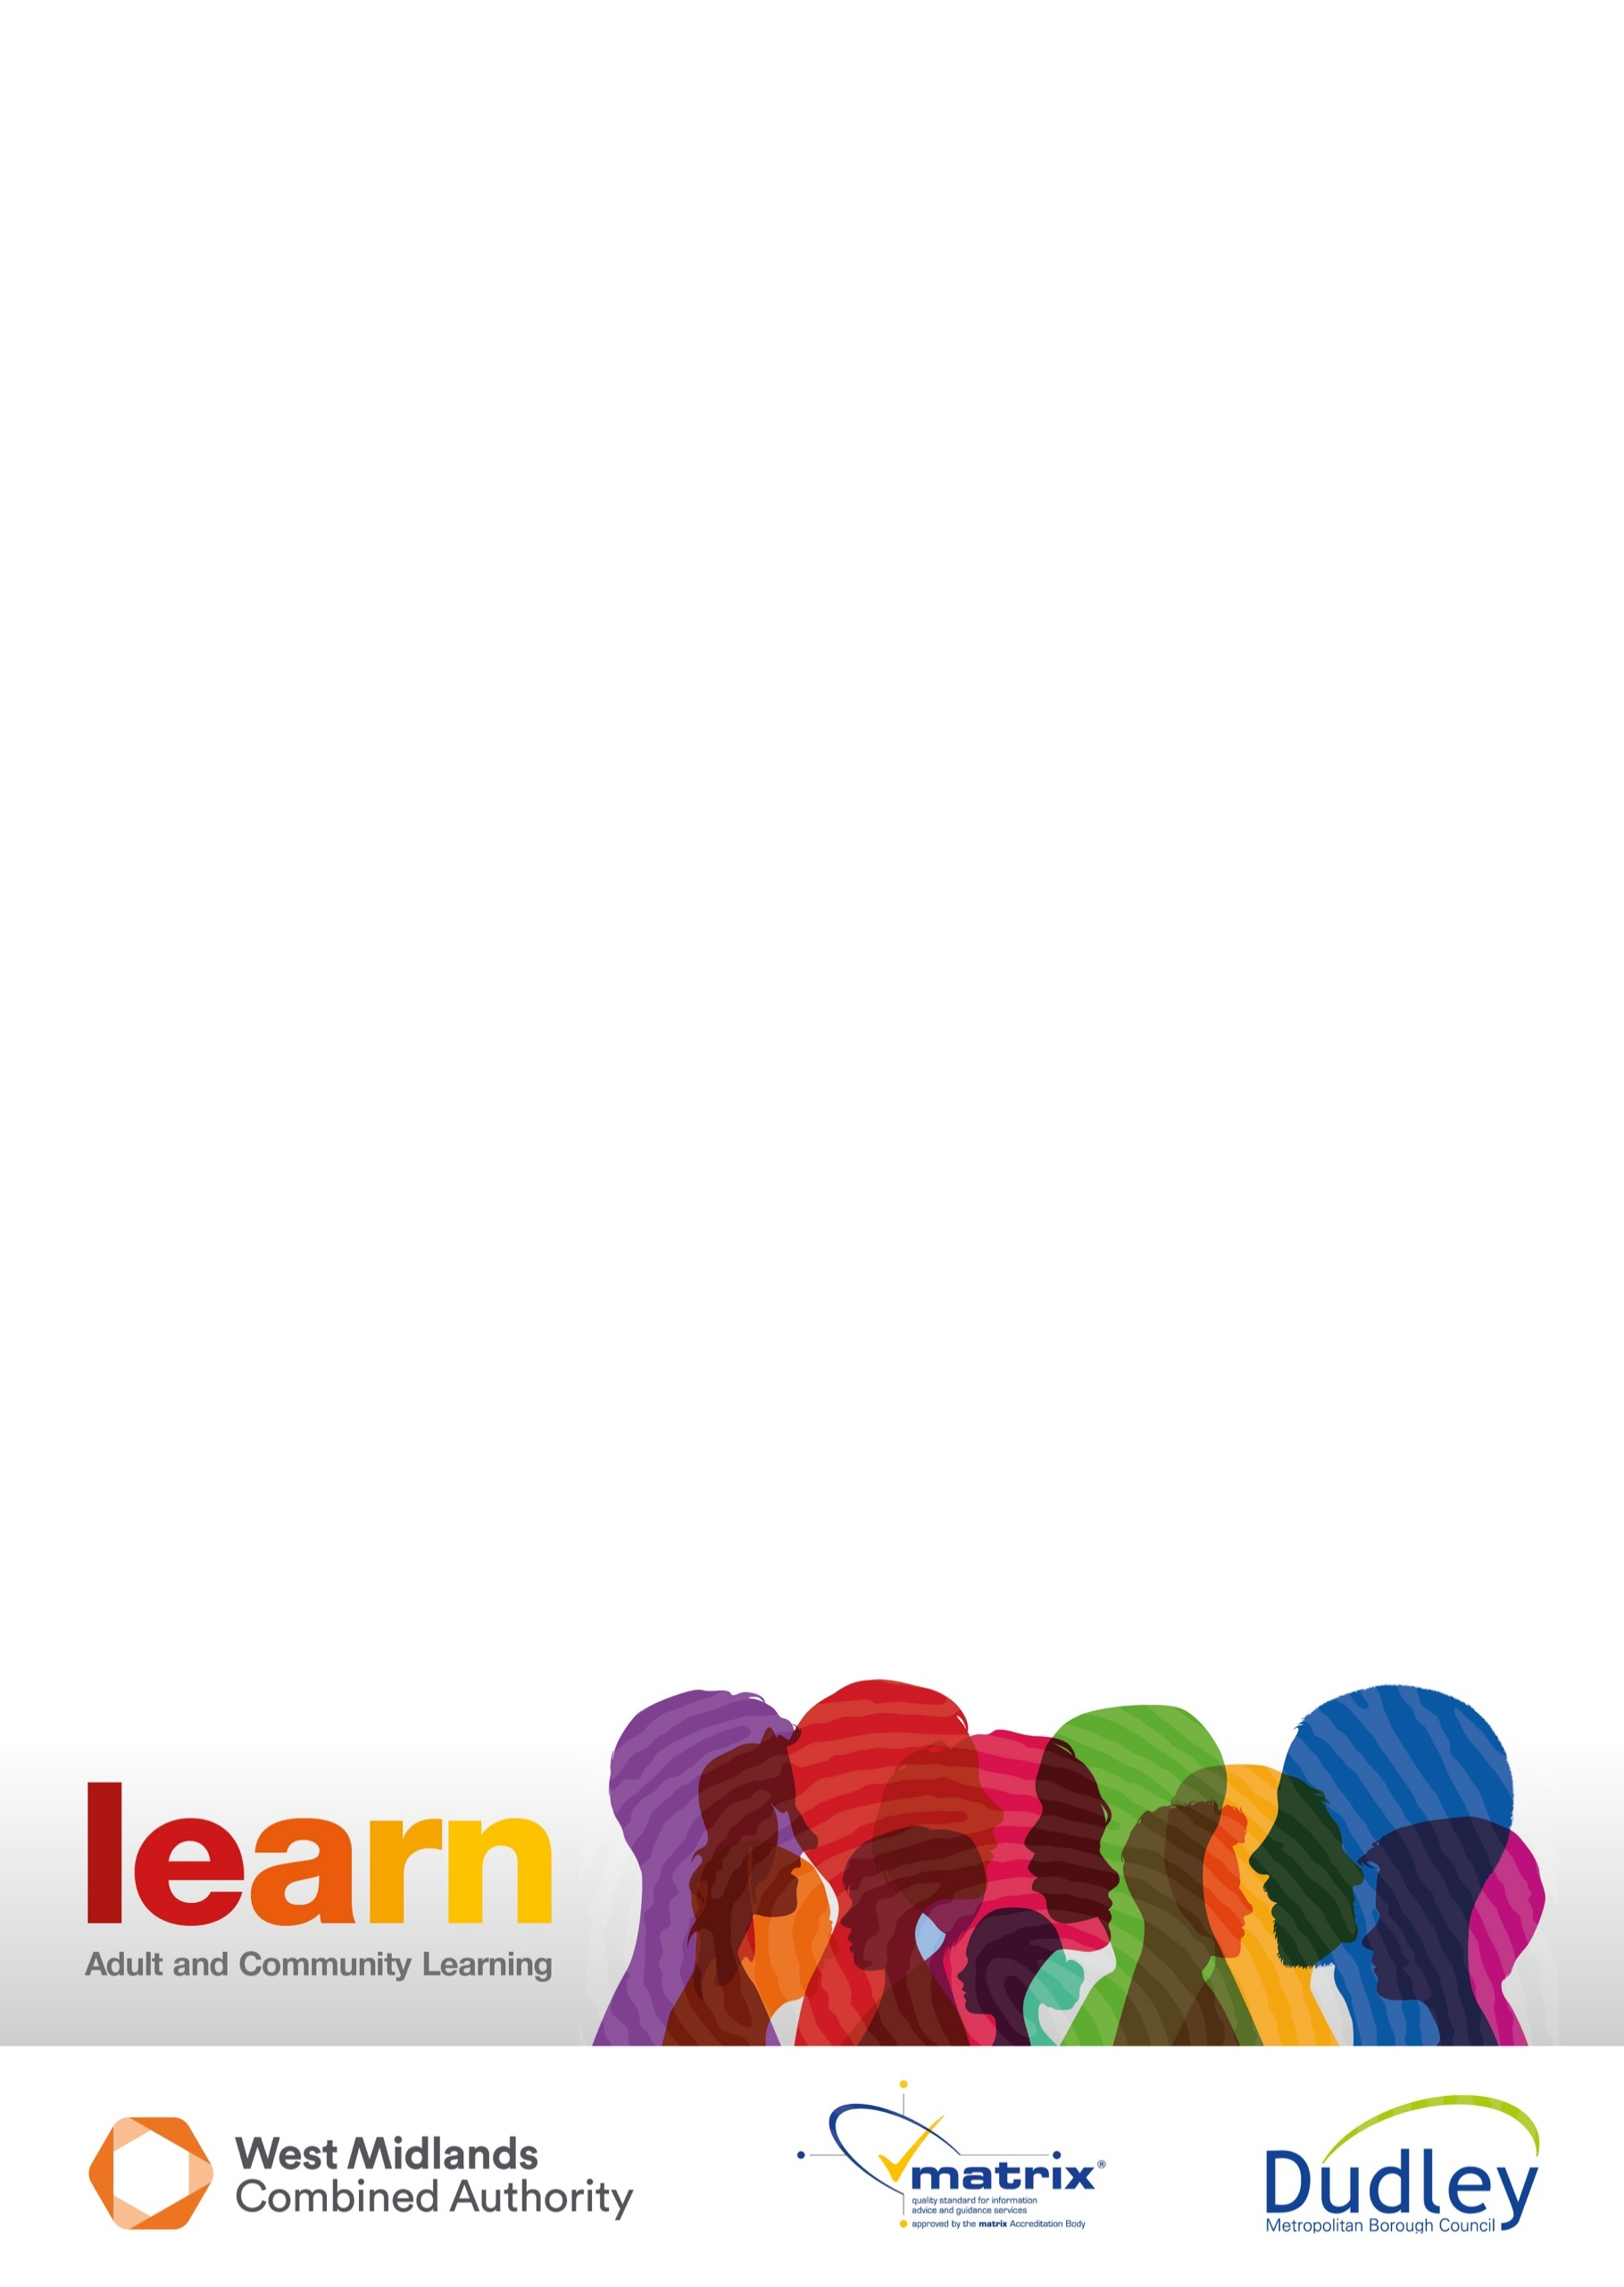 learn
Adult and Community Learning
West Midlands
Combined Authority
matrix®
quality standard for information
advice and guidance services
approved by the matrix Accreditation Body
Dudley
Metropolitan Borough Council